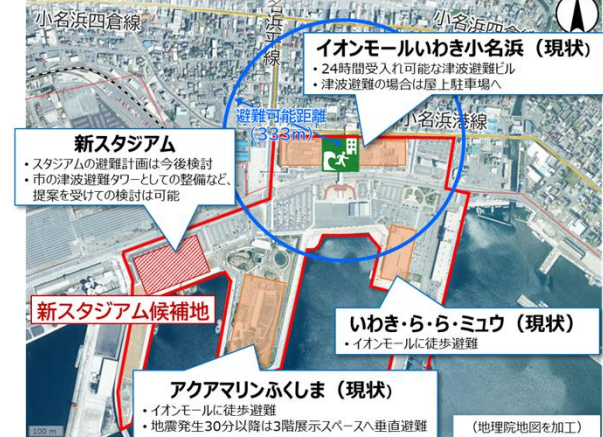 小名浜四倉線
小名浜四倉線
小名浜平線
イオンモールいわき小名浜（現状）
・24時間受入れ可能な津波避難ビル
・津波避難の場合は屋上駐車場へ
避難可能距離
（333m）
小名浜港線
新スタジアム
・スタジアムの避難計画は今後検討
・市の津波避難タワーとしての整備など、
提案を受けての検討は可能
新スタジアム候補地
いわき・ら・ら・ミュウ（現状）
・イオンモールに徒歩避難
アクアマリンふくしま（現状）
・イオンモールに徒歩避難
・地震発生30分以降は3階展示スペースへ垂直避難
100 m
（地理院地図を加工）